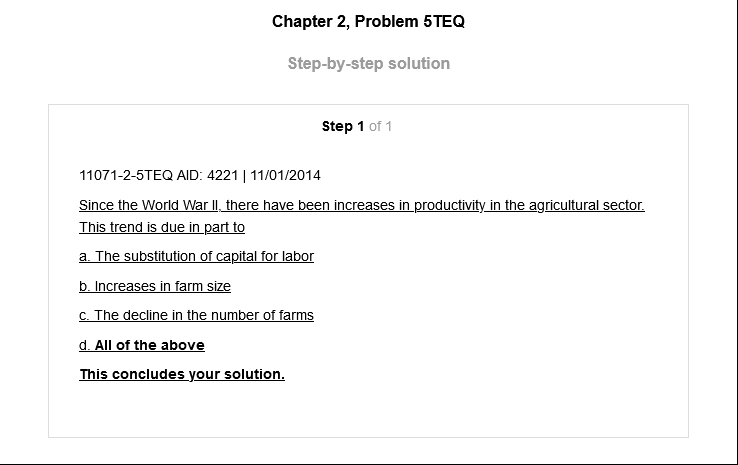 Chapter 2, Problem 5TEQ
Step-by-step solution
Step 1 of 1
11071-2-5TEQ AID: 4221 | 11/01/2014
Since the World War II, there have been increases in productivity in the agricultural sector.
This trend is due in part to
a. The substitution of capital for labor
b. Increases in farm size
c. The decline in the number of farms
d. All of the above
This concludes your solution.